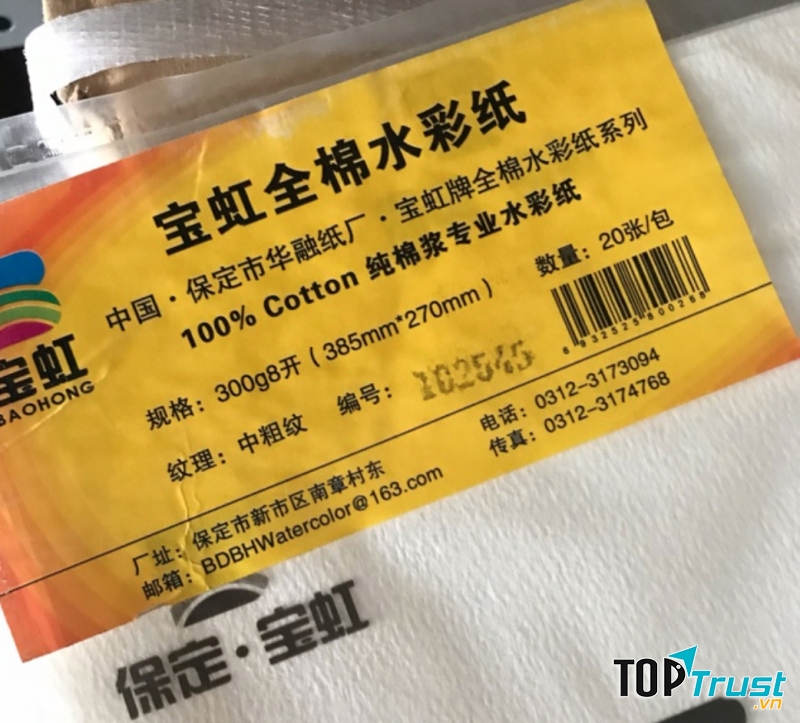 宝虹全棉水彩纸
中国·保定市华融纸厂·宝虹牌全棉水彩纸系列
100% Cotton 纯棉浆专业水彩纸
规格：300g8开（385mm*270mm）
数量：20张/包
纹理：中粗纹
编号：102545
6932525800265
电话：0312-3173094
传真：0312-3174768
厂址：保定市新市区南章村东
邮箱：BDBHWatercolor@163.com
宝虹
BAOHONG
保定·宝虹
TOPTrust.vn